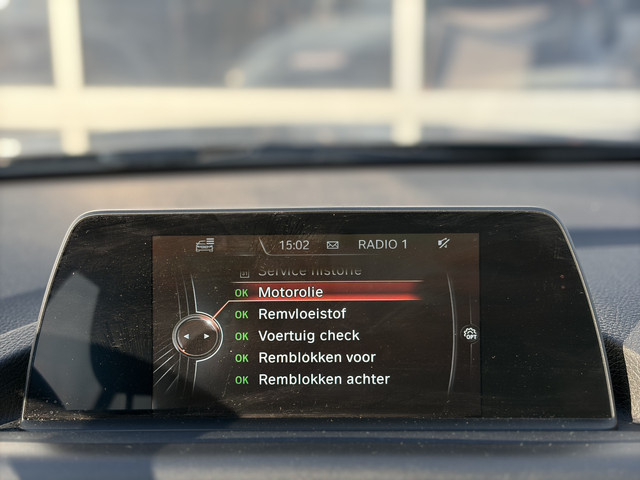 15:02 RADIO 1
Service historie
OK Motorolie
OK Remvloeistof
OK Voertuig check
OK Remblokken voor
OK Remblokken achter
OPT